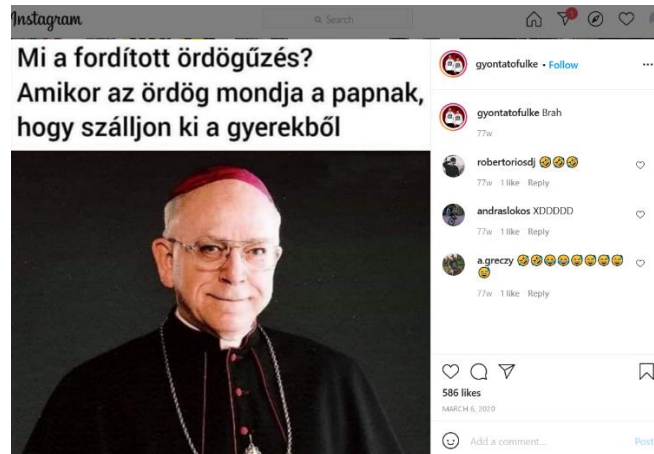 Instagram
Search
1
Mi a fordított ördögűzés?
Amikor az ördög mondja a papnak,
hogy szálljon ki a gyerekből
gyontatofulke • Follow
gyontatofulke Brah
77w
robertoriosdj 🤣🤣🤣
77w 1 like Reply
andraslokos XDDDDD
77w 1 like Reply
a.greczy 🤣🤣😂😂😅😅😅😅
😅
77w 1 like Reply
586 likes
MARCH 6, 2020
Add a comment...
Post